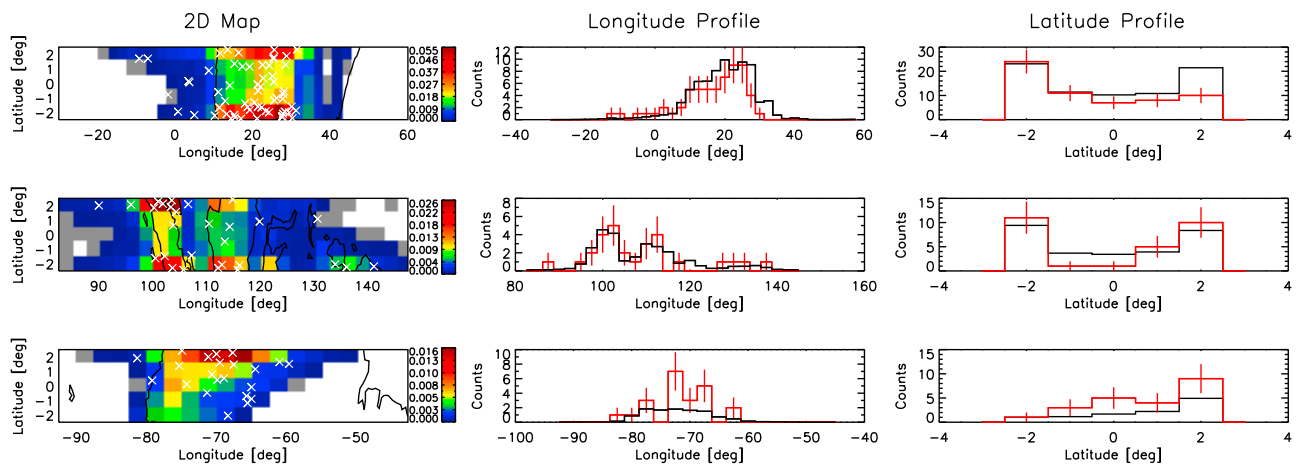 2D Map Longitude Profile Latitude Profile
Latitude [deg] 2 1 0 −1 −2
−20 0 20 40 60
Longitude [deg]
0.055 0.048 0.036 0.027 0.018 0.009 0.000
Counts 12 10 8 6 4 2 0
−40 −20 0 20 40 60
Longitude [deg]
Counts 30 20 10 0
−4 −2 0 2 4
Latitude [deg]
Latitude [deg] 2 1 0 −1 −2
90 100 110 120 130 140
Longitude [deg]
0.026 0.022 0.018 0.014 0.009 0.004 0.000
Counts 8 6 4 2 0
80 100 120 140 160
Longitude [deg]
Counts 15 10 5 0
−4 −2 0 2 4
Latitude [deg]
Latitude [deg] 2 1 0 −1 −2
−90 −80 −70 −60 −50
Longitude [deg]
0.016 0.013 0.010 0.008 0.005 0.003 0.000
Counts 10 8 6 4 2 0
−100 −90 −80 −70 −60 −50 −40
Longitude [deg]
Counts 15 10 5 0
−4 −2 0 2 4
Latitude [deg]